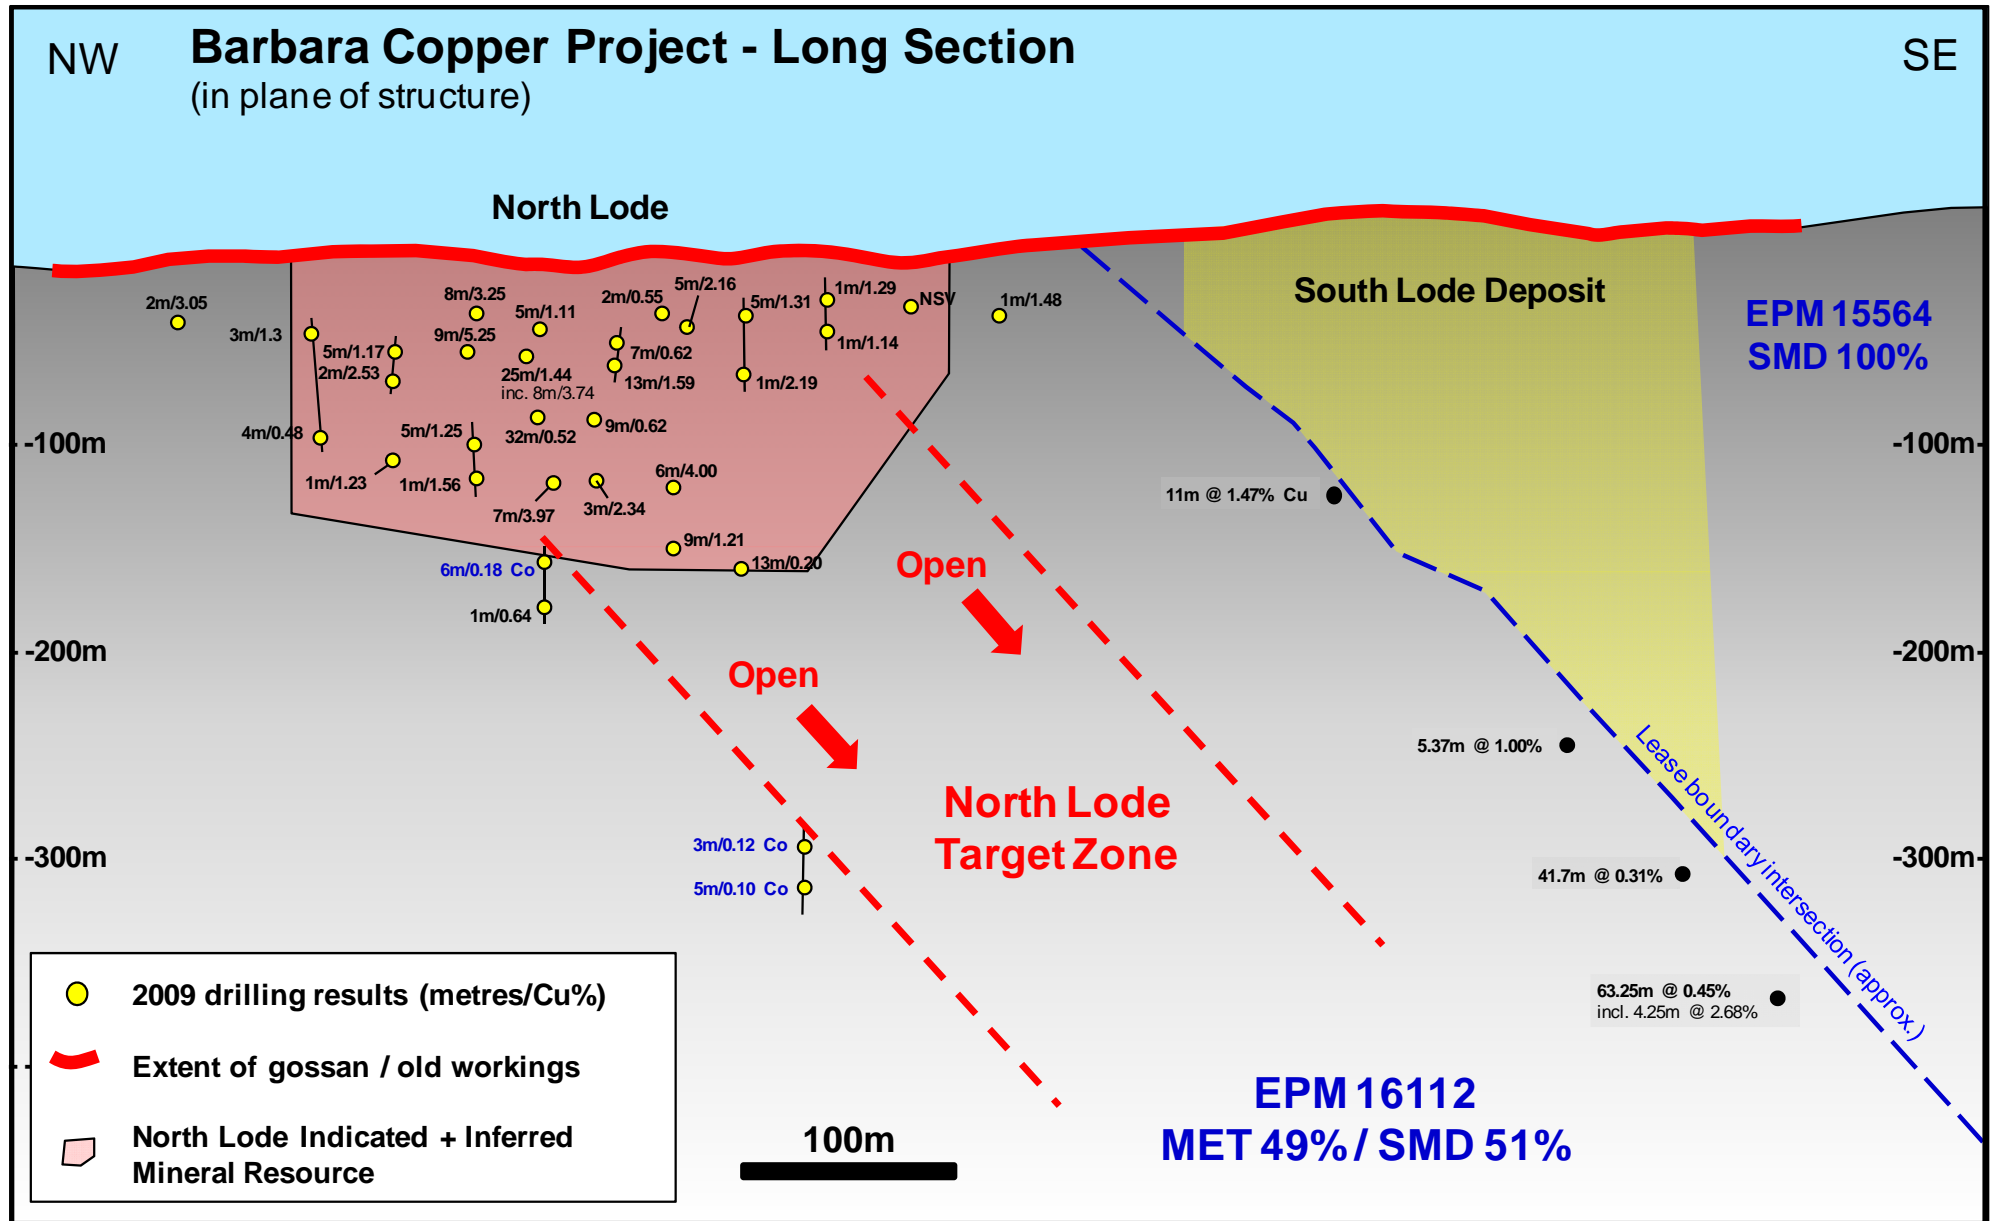 NW
Barbara Copper Project - Long Section
SE
(in plane of structure)
North Lode
2m/3.05
8m/3.25
5m/1.11
2m/0.55
5m/2.16
5m/1.31
1m/1.29
NSV
1m/1.48
South Lode Deposit
EPM 15564
SMD 100%
3m/1.3
5m/1.17
2m/2.53
9m/5.25
25m/1.44
inc. 8m/3.74
7m/0.62
13m/1.59
1m/2.19
1m/1.14
-100m
4m/0.48
5m/1.25
32m/0.52
9m/0.62
-100m
1m/1.23
1m/1.56
7m/3.97
3m/2.34
6m/4.00
11m @ 1.47% Cu
9m/1.21
13m/0.20
6m/0.18 Co
1m/0.64
Open
-200m
-200m
Open
5.37m @ 1.00%
Lease boundary intersection (approx.)
North Lode
Target Zone
-300m
3m/0.12 Co
5m/0.10 Co
41.7m @ 0.31%
-300m
63.25m @ 0.45%
incl. 4.25m @ 2.68%
2009 drilling results (metres/Cu%)
Extent of gossan / old workings
North Lode Indicated + Inferred
Mineral Resource
100m
EPM 16112
MET 49% / SMD 51%